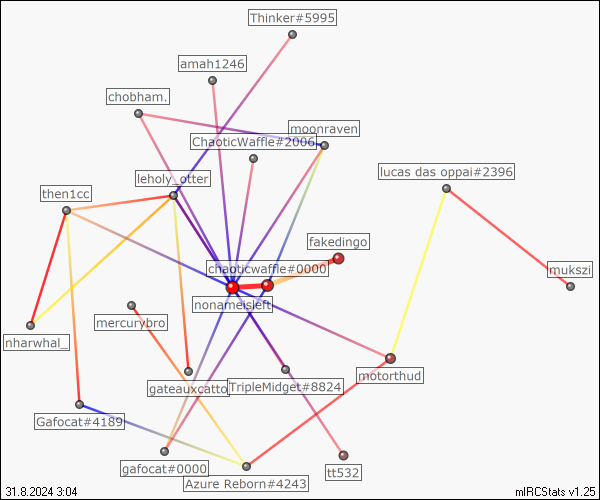 Thinker#5995
amah1246
chobham.
moonraven
ChaoticWaffle#2006
lucas das oppai#2396
leholy_otter
then1cc
fakedingo
chaoticwaffle#0000
mukszi
nonameisleft
mercurybro
nharwhal_
motorthud
gateauxcatto
TripleMidget#8824
Gafocat#4189
gafocat#0000
tt532
Azure Reborn#4243
31.8.2024 3:04
mIRCStats v1.25